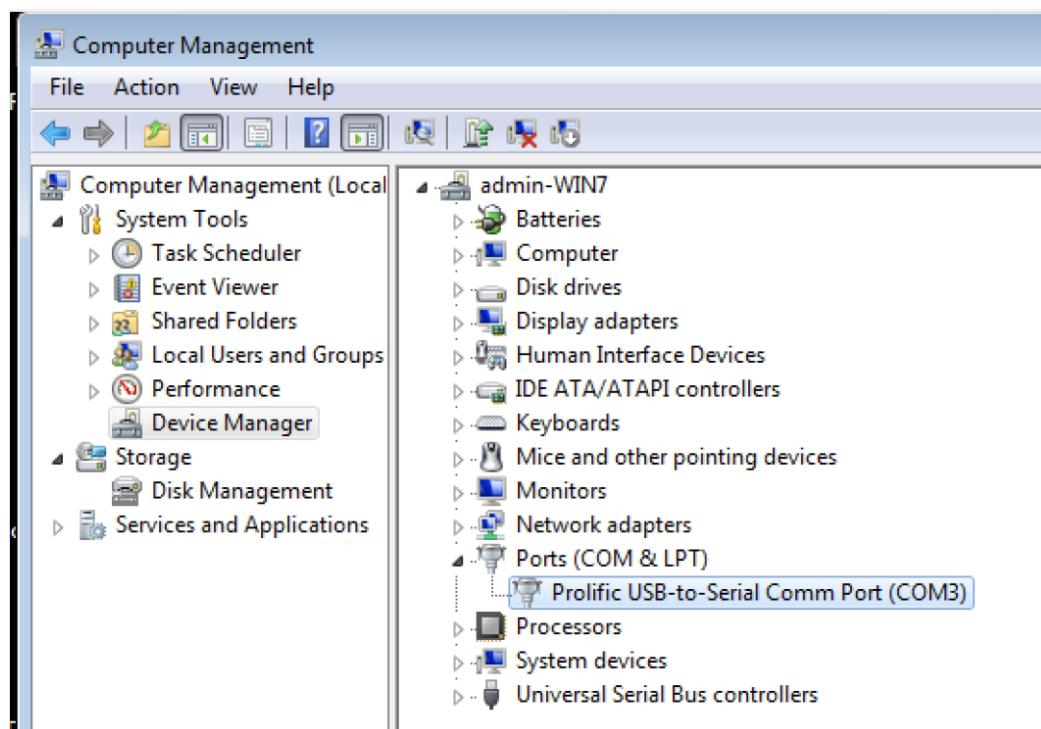 Computer Management
File Action View Help
Computer Management (Local
System Tools
Task Scheduler
Event Viewer
Shared Folders
Local Users and Groups
Performance
Device Manager
Storage
Disk Management
Services and Applications
admin-WIN7
Batteries
Computer
Disk drives
Display adapters
Human Interface Devices
IDE ATA/ATAPI controllers
Keyboards
Mice and other pointing devices
Monitors
Network adapters
Ports (COM & LPT)
Prolific USB-to-Serial Comm Port (COM3)
Processors
System devices
Universal Serial Bus controllers